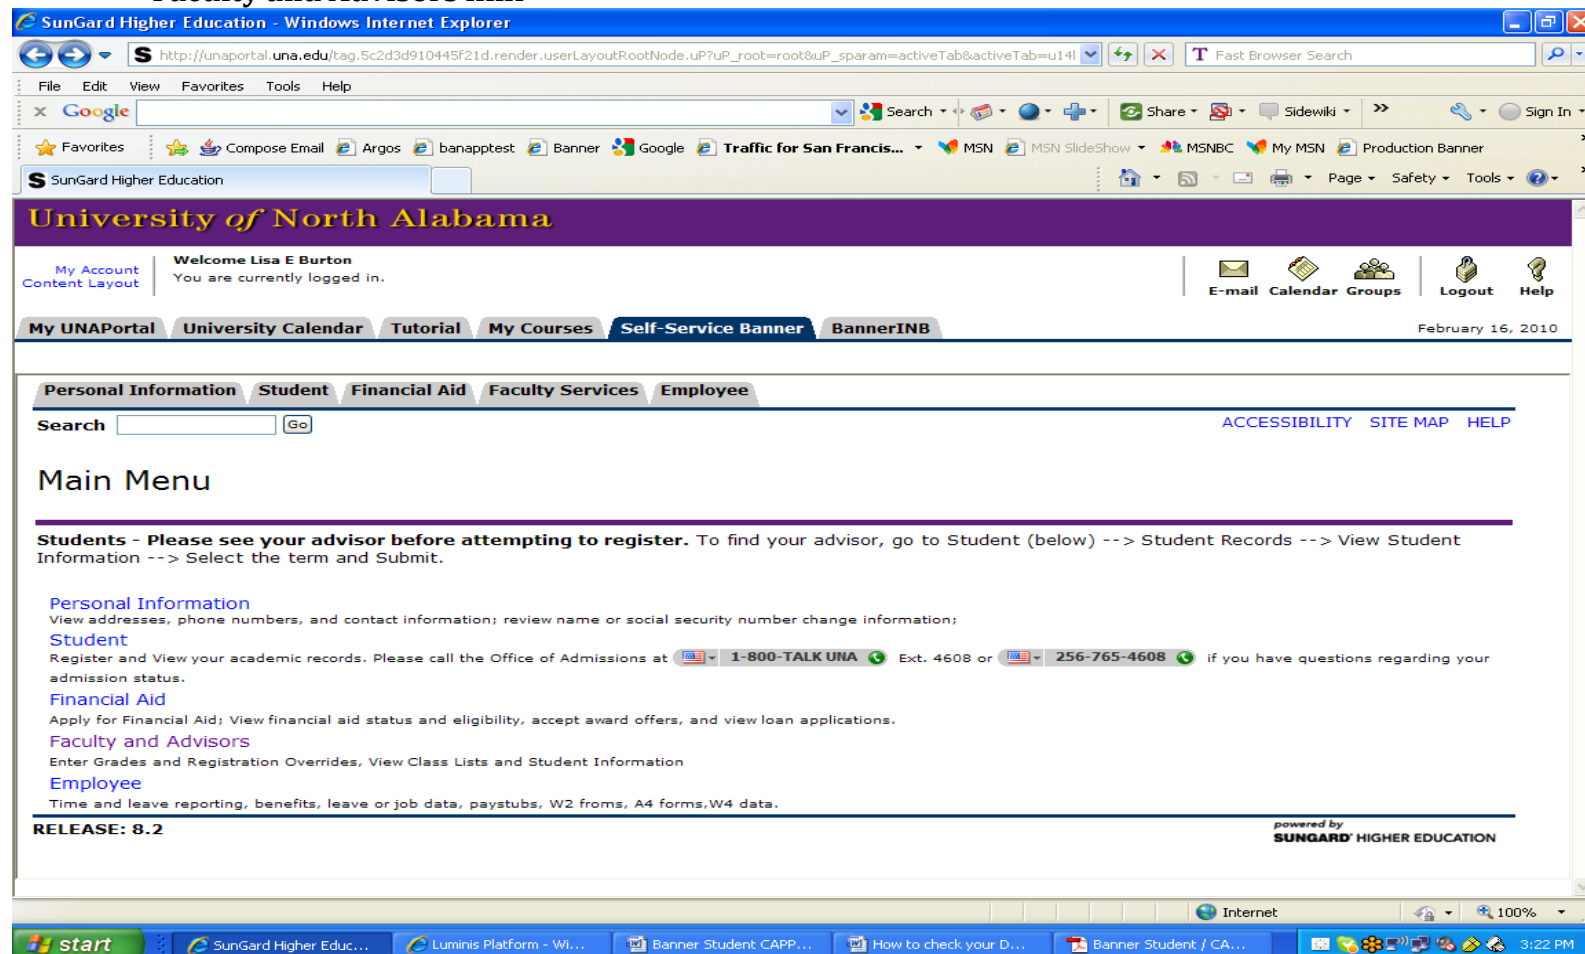 SunGard Higher Education - Windows Internet Explorer
http://unaportal.una.edu/tag.5c2d3d910445f21d.render.userLayoutRootNode.uP?uP_root=root&uP_sparam=activeTab&activeTab=u14l
T Fast Browser Search
File Edit View Favorites Tools Help
x Google Search Share Sidewiki >> Sign In
Favorites Compose Email Argos banapptest Banner Google Traffic for San Francis... MSN MSN SlideShow MSNBC My MSN Production Banner
S SunGard Higher Education Page Safety Tools
University of North Alabama
My Account
Content Layout
Welcome Lisa E Burton
You are currently logged in.
E-mail Calendar Groups Logout Help
My UNAPortal University Calendar Tutorial My Courses Self-Service Banner BannerINB February 16, 2010
Personal Information Student Financial Aid Faculty Services Employee
Search Go ACCESSIBILITY SITE MAP HELP
Main Menu
Students - Please see your advisor before attempting to register. To find your advisor, go to Student (below) --> Student Records --> View Student
Information --> Select the term and Submit.
Personal Information
View addresses, phone numbers, and contact information; review name or social security number change information;
Student
Register and View your academic records. Please call the Office of Admissions at 1-800-TALK UNA Ext. 4608 or 256-765-4608 if you have questions regarding your
admission status.
Financial Aid
Apply for Financial Aid; View financial aid status and eligibility, accept award offers, and view loan applications.
Faculty and Advisors
Enter Grades and Registration Overrides, View Class Lists and Student Information
Employee
Time and leave reporting, benefits, leave or job data, paystubs, W2 froms, A4 forms,W4 data.
RELEASE: 8.2
powered by
SUNGARD' HIGHER EDUCATION
Internet 100%
start SunGard Higher Educ... Luminis Platform - Wi... Banner Student CAPP... How to check your D... Banner Student / CA... 3:22 PM